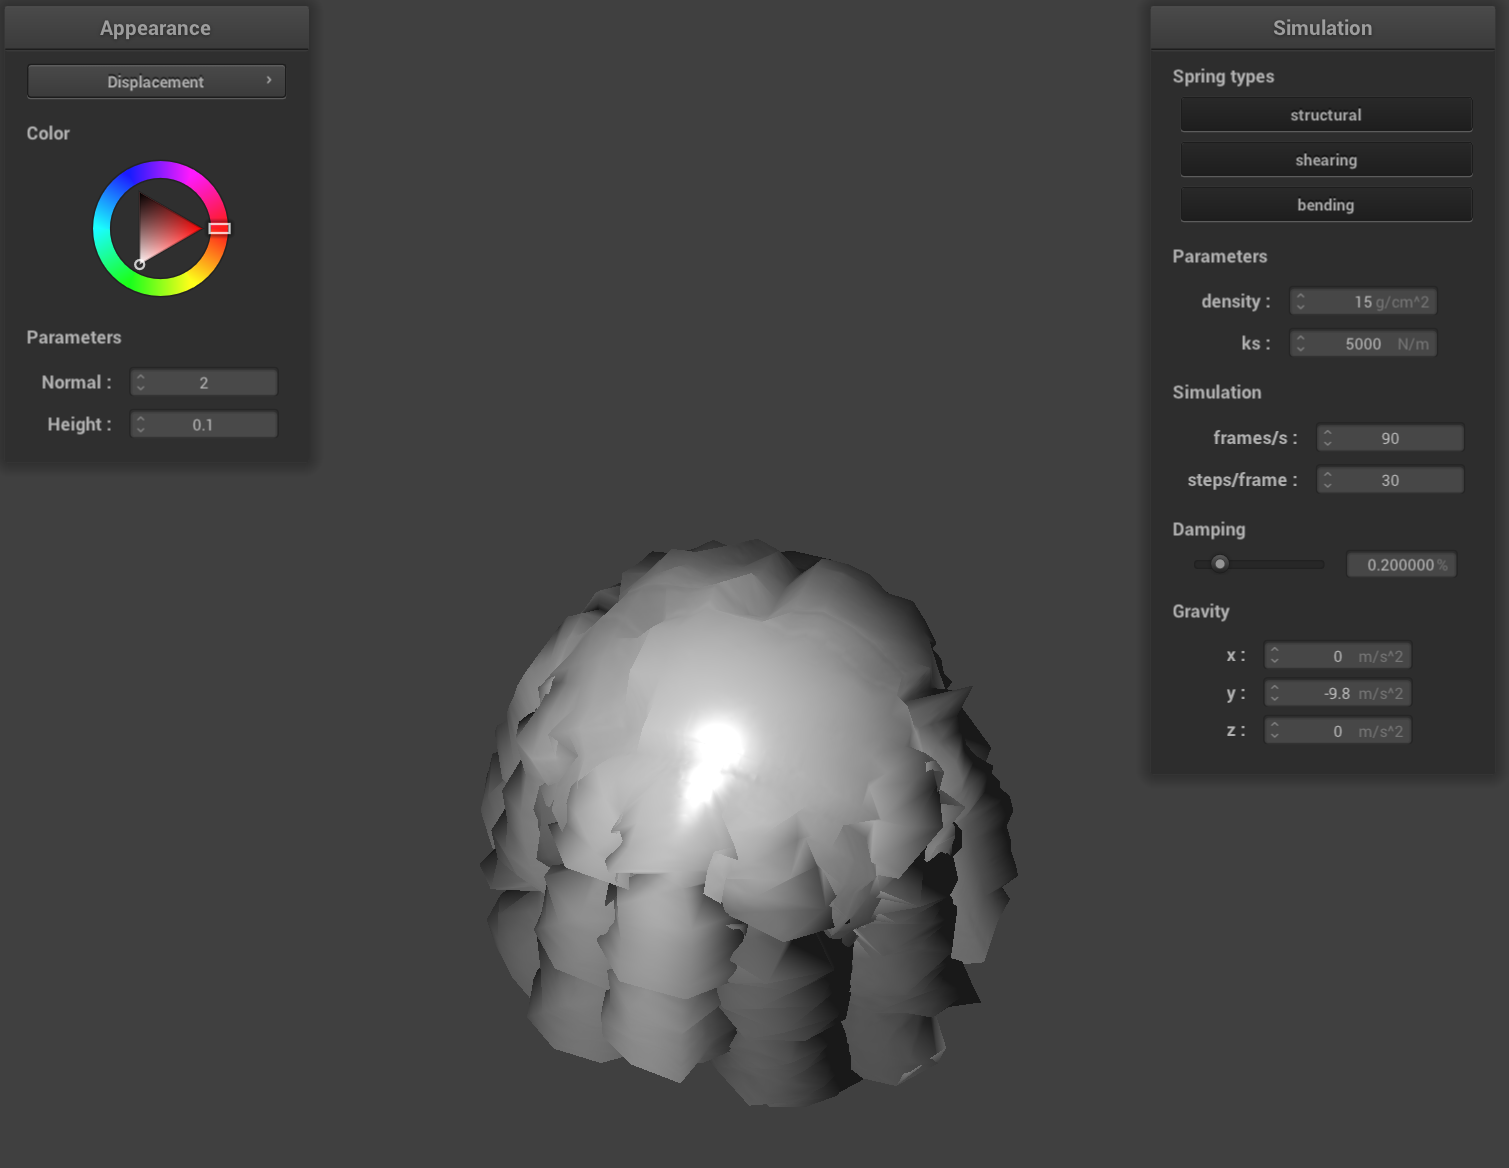 Appearance
Displacement
Color
Parameters
Normal : 2
Height : 0.1
Simulation
Spring types
structural
shearing
bending
Parameters
density : 15 g/cm^2
ks : 5000 N/m
Simulation
frames/s : 90
steps/frame : 30
Damping
0.200000 %
Gravity
x : 0 m/s^2
y : -9.8 m/s^2
z : 0 m/s^2